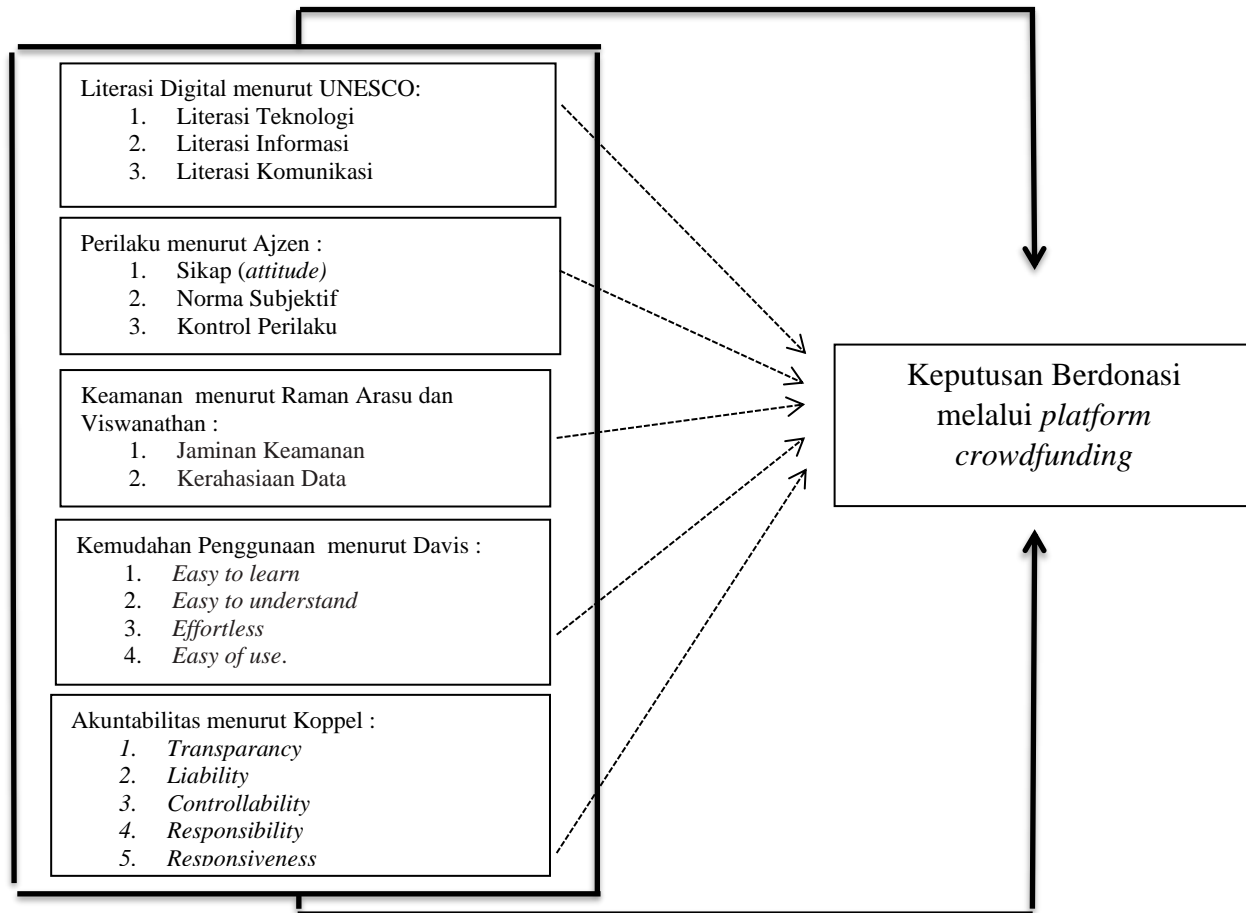 Literasi Digital menurut UNESCO:
1. Literasi Teknologi
2. Literasi Informasi
3. Literasi Komunikasi
Perilaku menurut Ajzen :
1. Sikap (attitude)
2. Norma Subjektif
3. Kontrol Perilaku
Keamanan menurut Raman Arasu dan
Viswanathan :
1. Jaminan Keamanan
2. Kerahasiaan Data
Kemudahan Penggunaan menurut Davis :
1. Easy to learn
2. Easy to understand
3. Effortless
4. Easy of use.
Akuntabilitas menurut Koppel :
1. Transparancy
2. Liability
3. Controllability
4. Responsibility
5. Responsiveness
Keputusan Berdonasi
melalui platform
crowdfunding